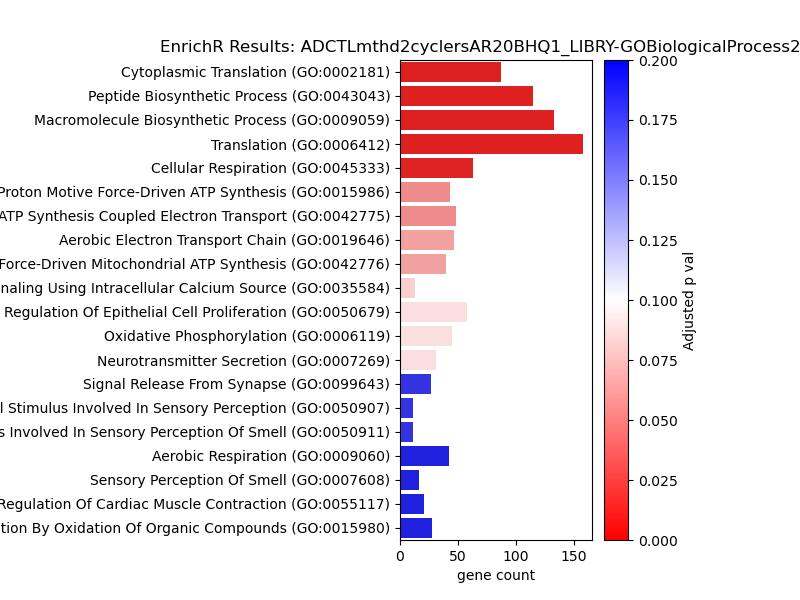 EnrichR Results: ADCTLmthd2cyclersAR20BHQ1_LIBRY-GOBiologicalProcess2
Cytoplasmic Translation (GO:0002181)
Peptide Biosynthetic Process (GO:0043043)
Macromolecule Biosynthetic Process (GO:0009059)
Translation (GO:0006412)
Cellular Respiration (GO:0045333)
Proton Motive Force-Driven ATP Synthesis (GO:0015986)
ATP Synthesis Coupled Electron Transport (GO:0042775)
Aerobic Electron Transport Chain (GO:0019646)
Force-Driven Mitochondrial ATP Synthesis (GO:0042776)
naling Using Intracellular Calcium Source (GO:0035584)
Regulation Of Epithelial Cell Proliferation (GO:0050679)
Oxidative Phosphorylation (GO:0006119)
Neurotransmitter Secretion (GO:0007269)
Signal Release From Synapse (GO:0099643)
l Stimulus Involved In Sensory Perception (GO:0050907)
s Involved In Sensory Perception Of Smell (GO:0050911)
Aerobic Respiration (GO:0009060)
Sensory Perception Of Smell (GO:0007608)
Regulation Of Cardiac Muscle Contraction (GO:0055117)
tion By Oxidation Of Organic Compounds (GO:0015980)
0 50 100 150
gene count
0.200
0.175
0.150
0.125
0.100
0.075
0.050
0.025
0.000
Adjusted p val